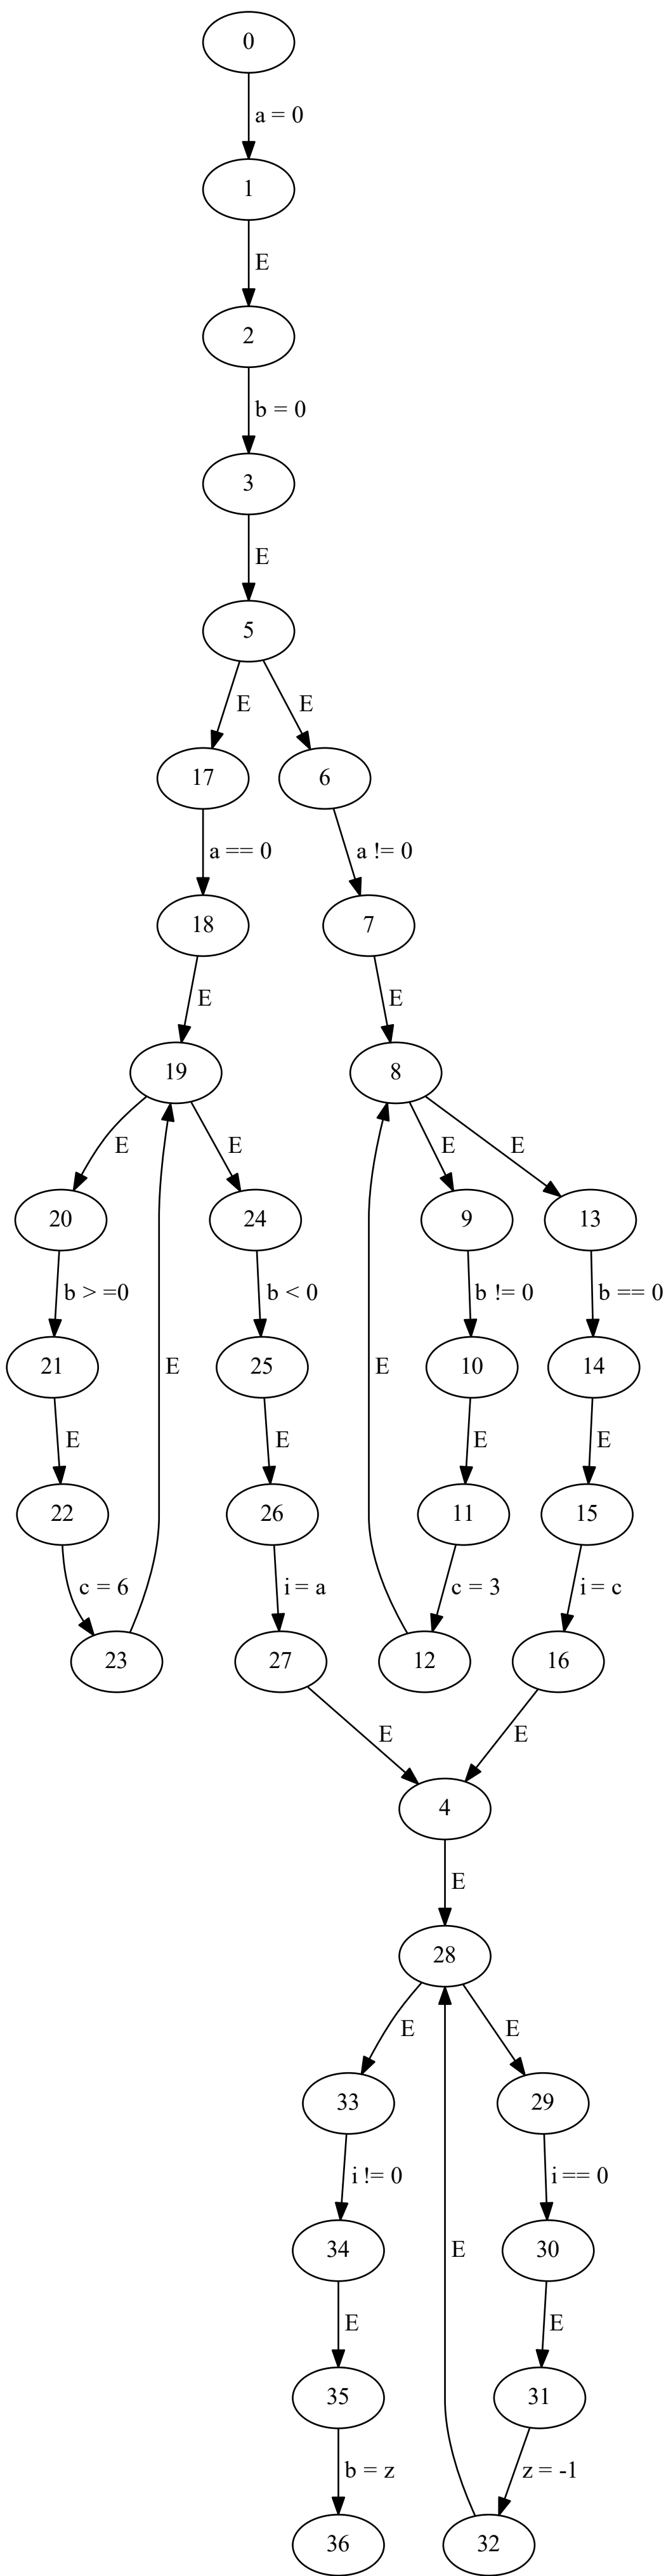 0
a = 0
1
E
2
b = 0
3
E
5
E E
17 6
a == 0 a != 0
18 7
E E
19 8
E E E E
20 24 9 13
b > =0 b < 0 b != 0 b == 0
21 25 E 10 14
E E E E
22 26 11 15
c = 6 i = a c = 3 i = c
23 27 12 16
E E
4
E
28
E E
33 29
i != 0 i == 0
34 E 30
E E
35 31
b = z z = -1
36 32